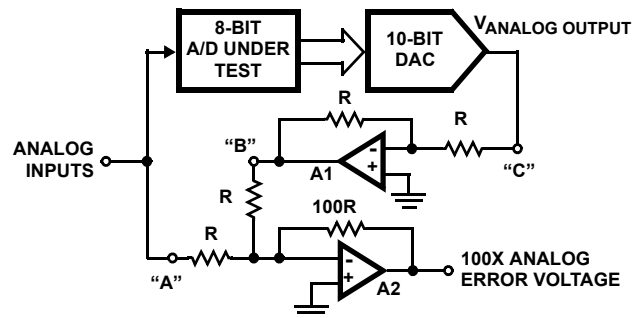 8-BIT
A/D UNDER
TEST
10-BIT
DAC
VANALOG OUTPUT
R
R
"B"
A1
-
+
"C"
ANALOG
INPUTS
R
100R
R
"A"
-
+
A2
100X ANALOG
ERROR VOLTAGE